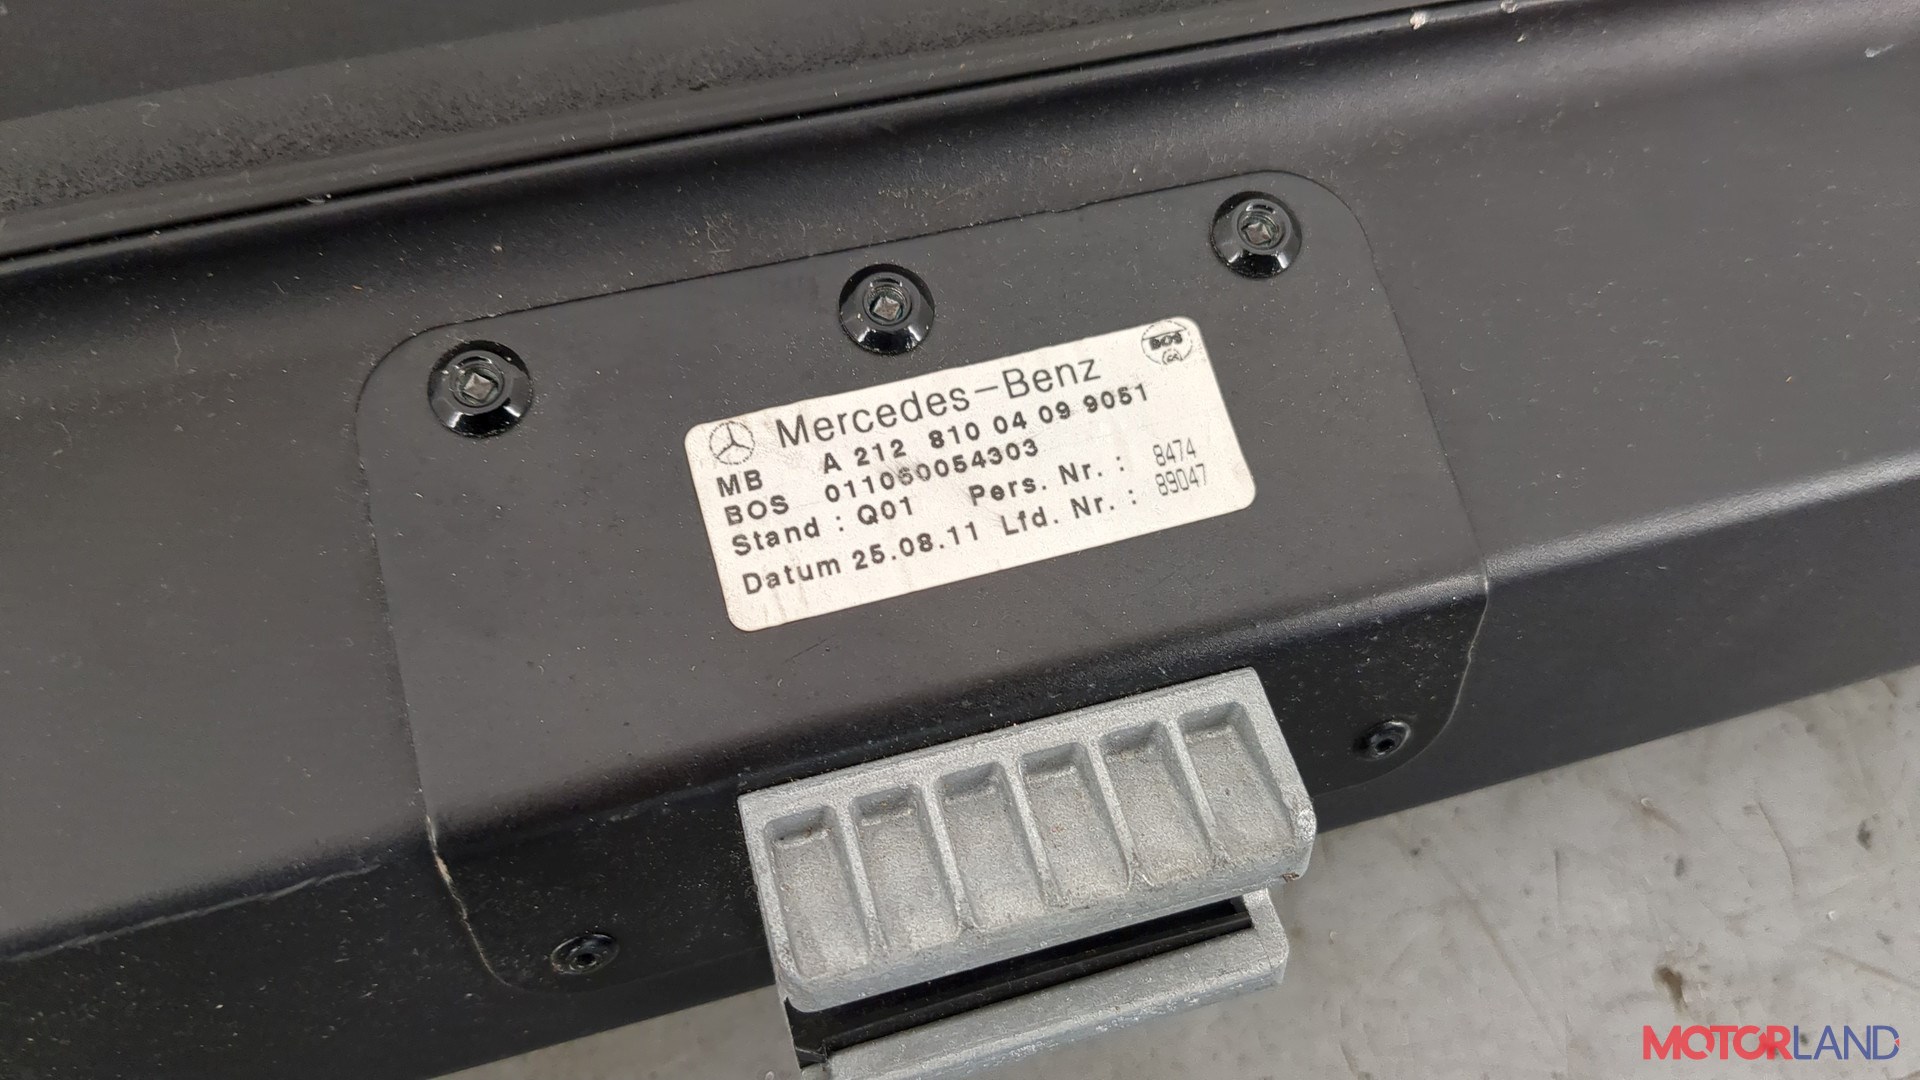 Mercedes-Benz
BOS
MB A 212 810 04 09 9051
BOS 011060054303
Stand : Q01 Pers. Nr. : 8474
Datum 25.08.11 Lfd. Nr. : 89047
MOTORLAND